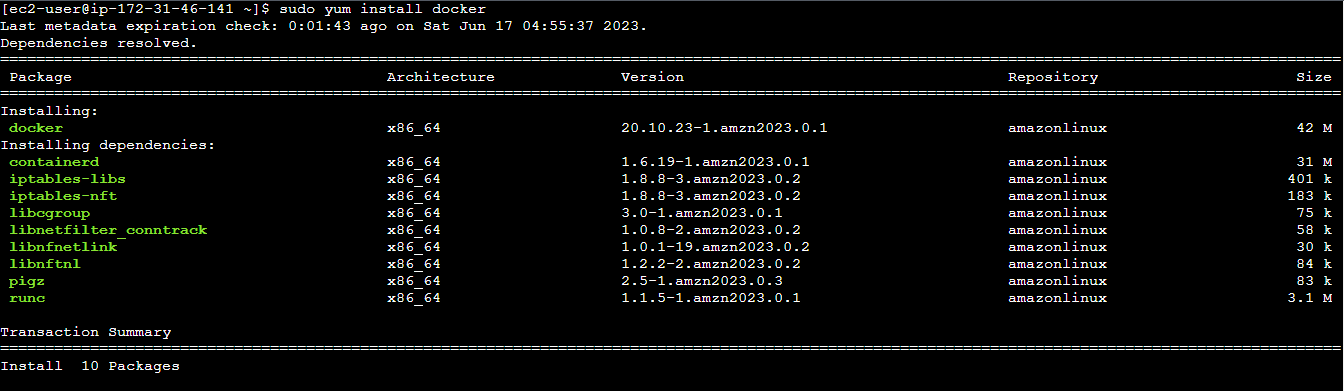 [ec2-user@ip-172-31-46-141 ~]$ sudo yum install docker
Last metadata expiration check: 0:01:43 ago on Sat Jun 17 04:55:37 2023.
Dependencies resolved.
================================================================================
Package Architecture Version Repository Size
================================================================================
Installing:
docker x86_64 20.10.23-1.amzn2023.0.1 amazonlinux 42 M
Installing dependencies:
containerd x86_64 1.6.19-1.amzn2023.0.1 amazonlinux 31 M
iptables-libs x86_64 1.8.8-3.amzn2023.0.2 amazonlinux 401 k
iptables-nft x86_64 1.8.8-3.amzn2023.0.2 amazonlinux 183 k
libcgroup x86_64 3.0-1.amzn2023.0.1 amazonlinux 75 k
libnetfilter_conntrack x86_64 1.0.8-2.amzn2023.0.2 amazonlinux 58 k
libnfnetlink x86_64 1.0.1-19.amzn2023.0.2 amazonlinux 30 k
libnftnl x86_64 1.2.2-2.amzn2023.0.2 amazonlinux 84 k
pigz x86_64 2.5-1.amzn2023.0.3 amazonlinux 83 k
runc x86_64 1.1.5-1.amzn2023.0.1 amazonlinux 3.1 M
Transaction Summary
================================================================================
Install 10 Packages